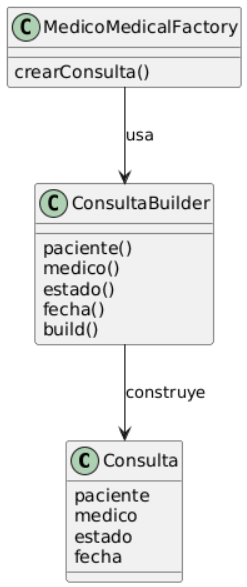 C MedicoMedicalFactory
crearConsulta()
usa
C ConsultaBuilder
paciente()
medico()
estado()
fecha()
build()
construye
C Consulta
paciente
medico
estado
fecha